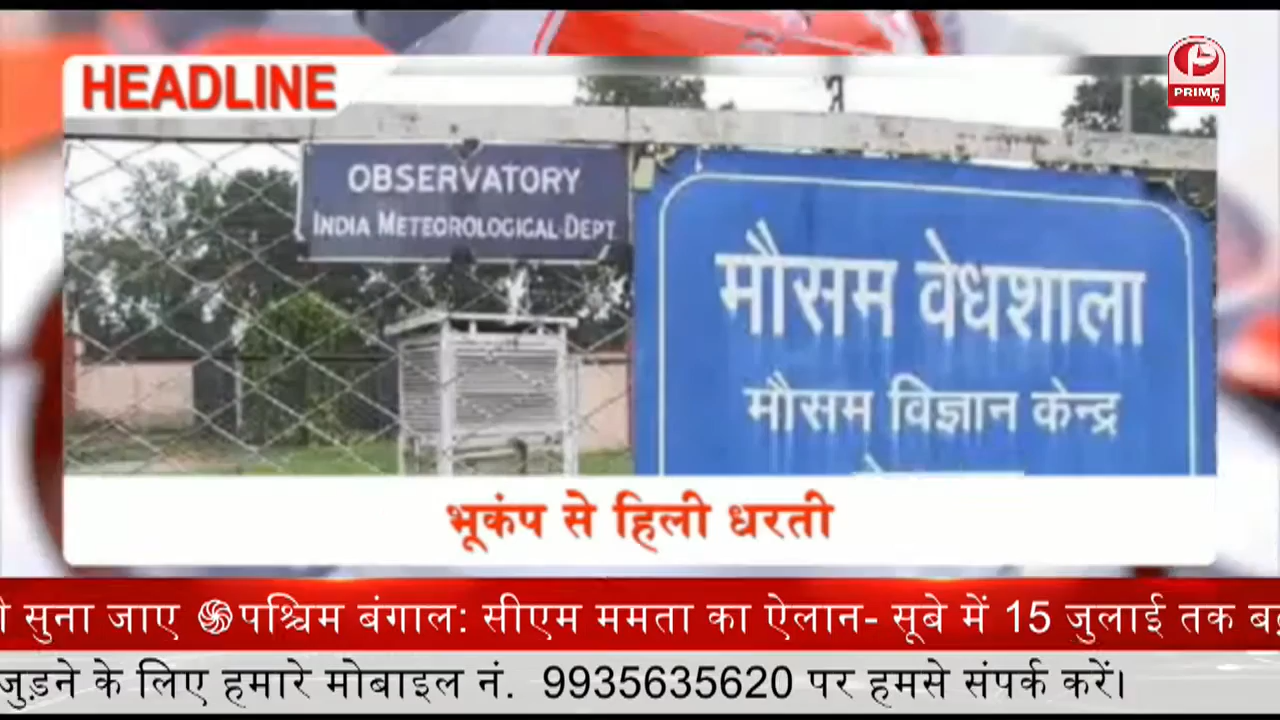 HEADLINE
PRIME TV
OBSERVATORY
INDIA METEOROLOGICAL DEPT
मौसम वेधशाला
मौसम विज्ञान केन्द्र
भूकंप से हिली धरती
सुना जाए पश्चिम बंगाल: सीएम ममता का ऐलान- सूबे में 15 जुलाई तक
जुड़ने के लिए हमारे मोबाइल नं. 9935635620 पर हमसे संपर्क करें।